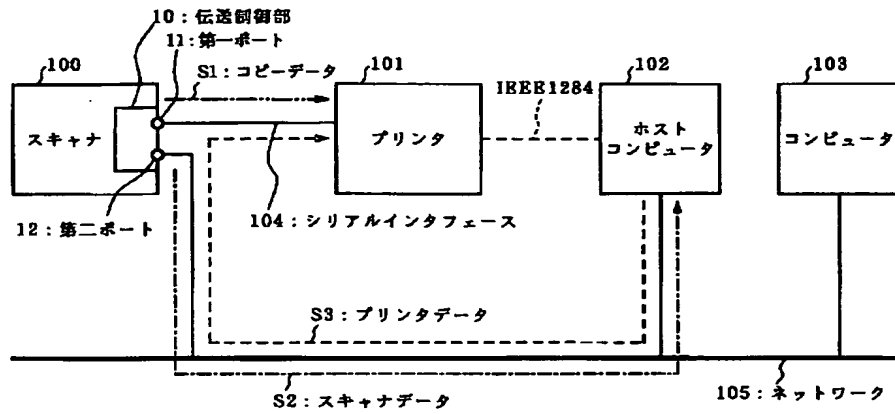 10：伝送制御部
11：第一ポート
100
S1：コピーデータ
101
IEEE1284
102
103
スキャナ
プリンタ
ホスト
コンピュータ
コンピュータ
12：第二ポート
104：シリアルインタフェース
S3：プリンタデータ
S2：スキャナデータ
105：ネットワーク